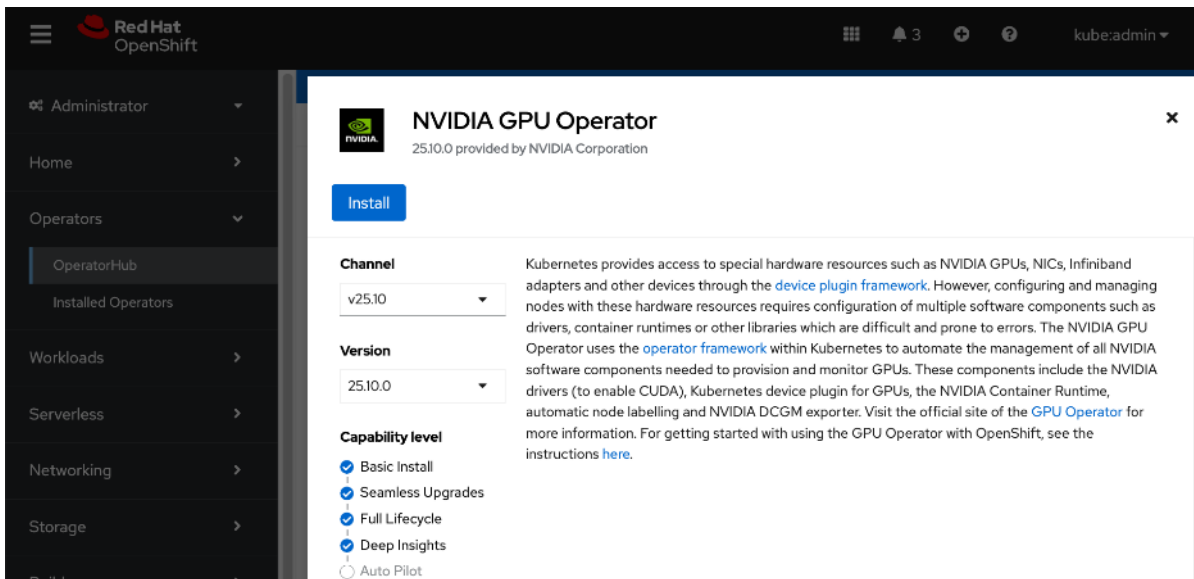 Red Hat
OpenShift
3
kube:admin
Administrator
Home
Operators
OperatorHub
Installed Operators
Workloads
Serverless
Networking
Storage
NVIDIA
NVIDIA GPU Operator
25.10.0 provided by NVIDIA Corporation
Install
Channel
v25.10
Version
25.10.0
Capability level
Basic Install
Seamless Upgrades
Full Lifecycle
Deep Insights
Auto Pilot
Kubernetes provides access to special hardware resources such as NVIDIA GPUs, NICs, Infiniband
adapters and other devices through the device plugin framework. However, configuring and managing
nodes with these hardware resources requires configuration of multiple software components such as
drivers, container runtimes or other libraries which are difficult and prone to errors. The NVIDIA GPU
Operator uses the operator framework within Kubernetes to automate the management of all NVIDIA
software components needed to provision and monitor GPUs. These components include the NVIDIA
drivers (to enable CUDA), Kubernetes device plugin for GPUs, the NVIDIA Container Runtime,
automatic node labelling and NVIDIA DCGM exporter. Visit the official site of the GPU Operator for
more information. For getting started with using the GPU Operator with OpenShift, see the
instructions here.